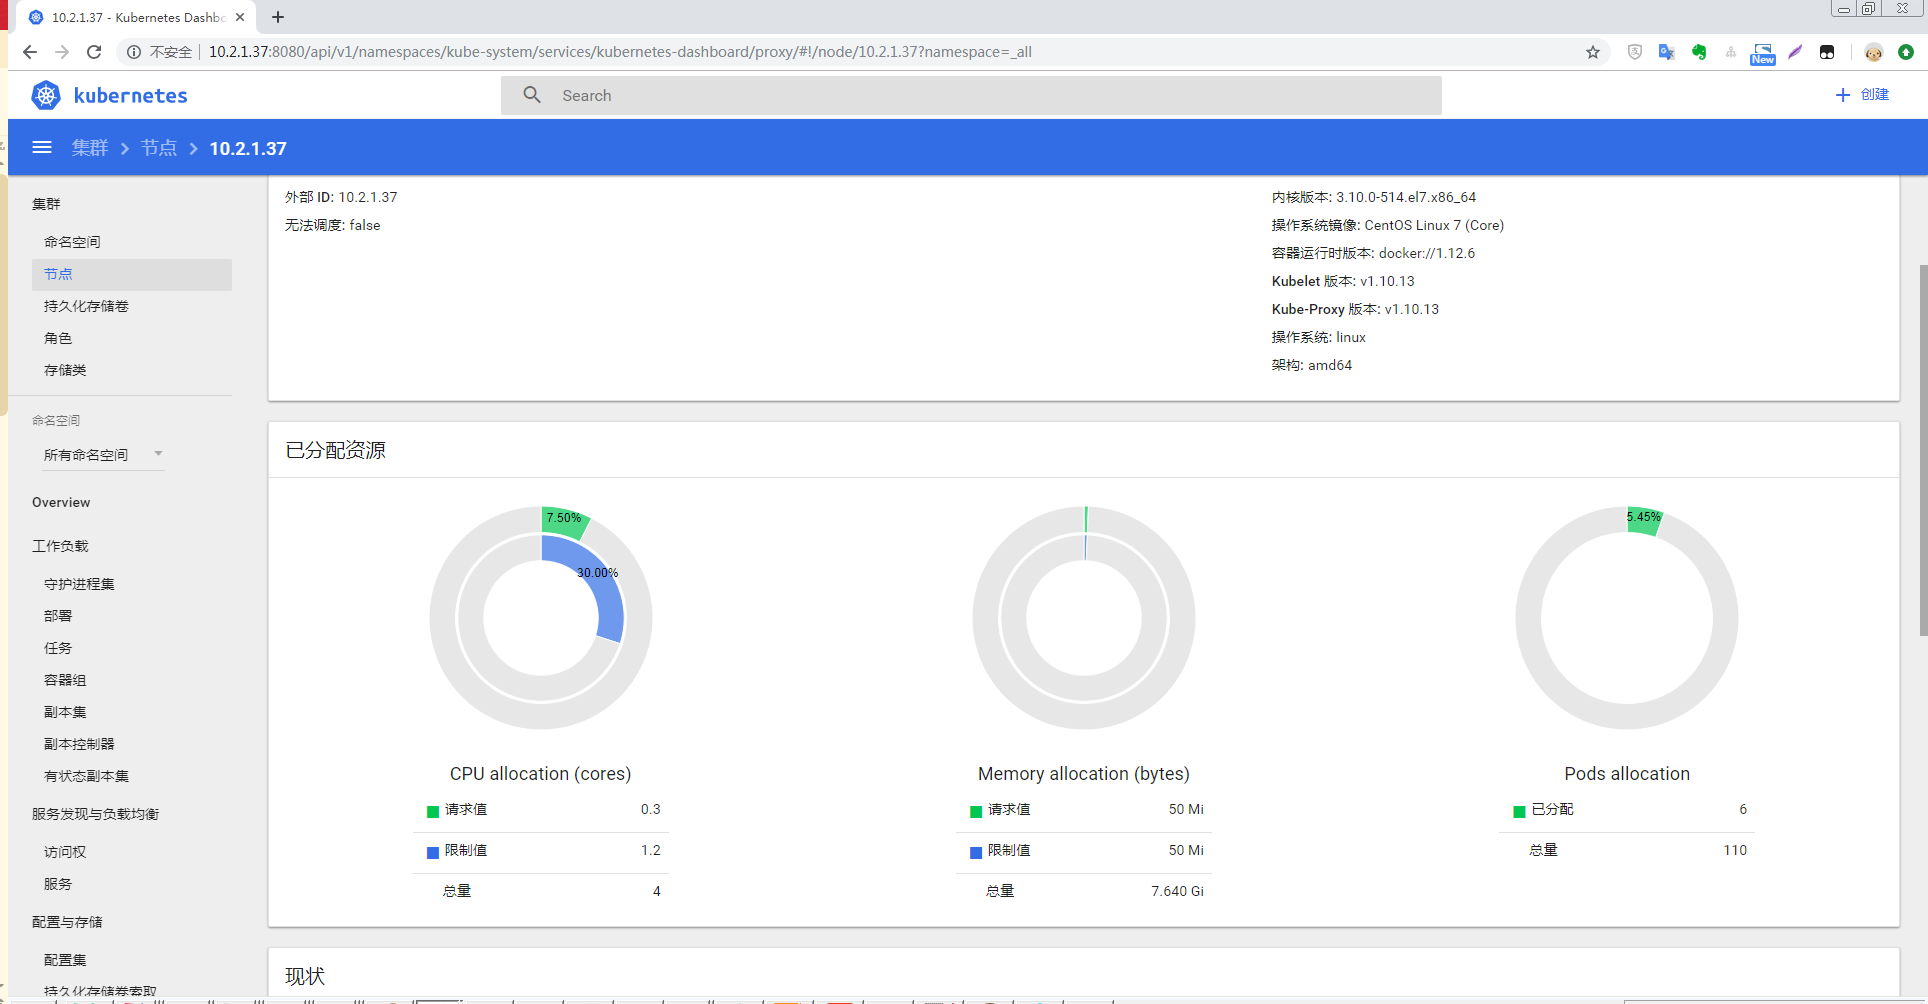 10.2.1.37 - Kubernetes Dashbo
不安全 10.2.1.37:8080/api/v1/namespaces/kube-system/services/kubernetes-dashboard/proxy/#!/node/10.2.1.37?namespace=_all
New
kubernetes
Search
创建
集群 节点 10.2.1.37
集群
命名空间
节点
持久化存储卷
角色
存储类
命名空间
所有命名空间
Overview
工作负载
守护进程集
部署
任务
容器组
副本集
副本控制器
有状态副本集
服务发现与负载均衡
访问权
服务
配置与存储
配置集
持久化存储卷索取
外部 ID: 10.2.1.37
无法调度: false
内核版本: 3.10.0-514.el7.x86_64
操作系统镜像: CentOS Linux 7 (Core)
容器运行时版本: docker://1.12.6
Kubelet 版本: v1.10.13
Kube-Proxy 版本: v1.10.13
操作系统: linux
架构: amd64
已分配资源
7.50%
30.00%
CPU allocation (cores)
请求值 0.3
限制值 1.2
总量 4
Memory allocation (bytes)
请求值 50 Mi
限制值 50 Mi
总量 7.640 Gi
5.45%
Pods allocation
已分配 6
总量 110
现状